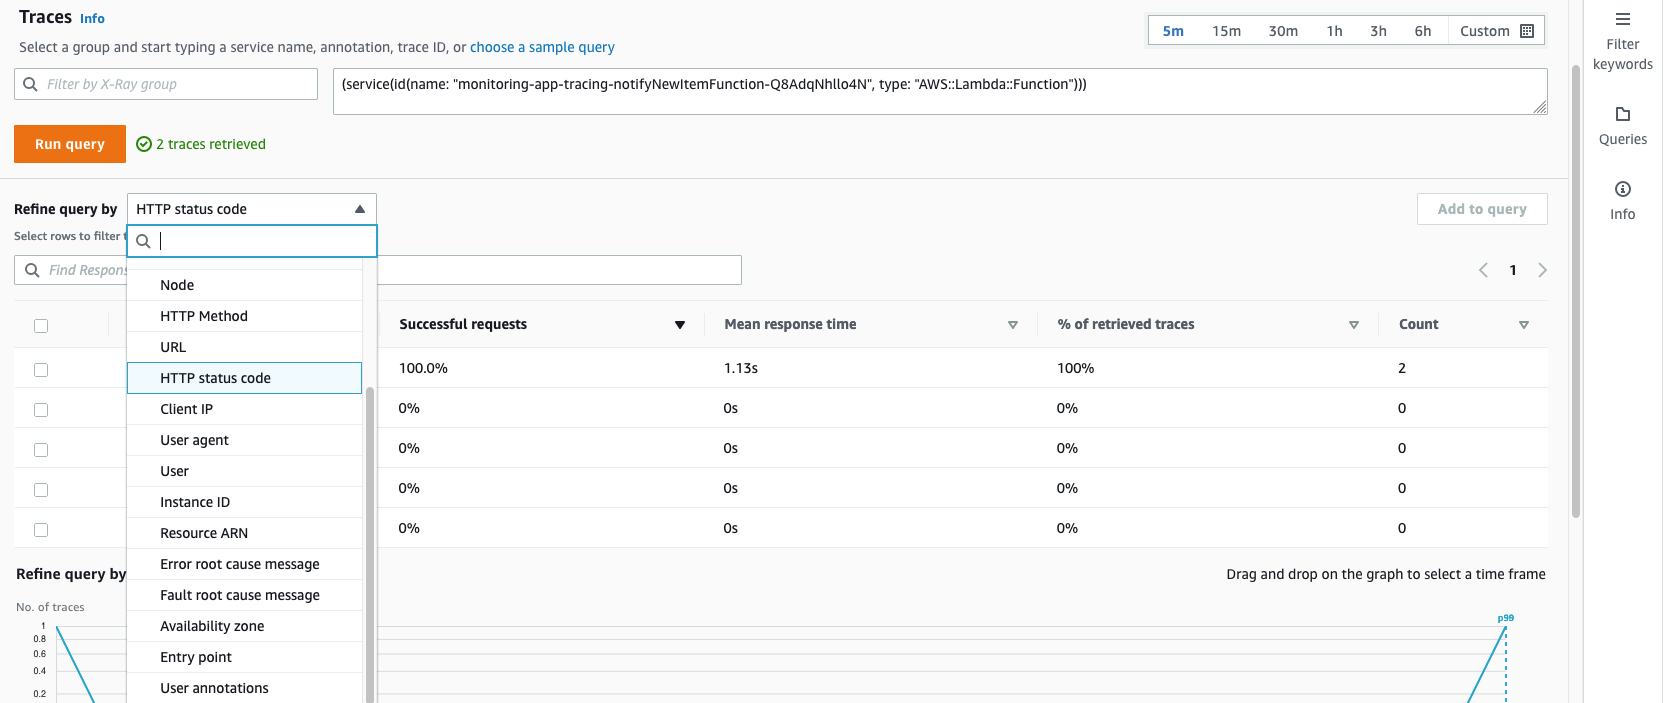 Traces Info
Select a group and start typing a service name, annotation, trace ID, or choose a sample query
5m 15m 30m 1h 3h 6h Custom
Filter by X-Ray group
(service(id(name: "monitoring-app-tracing-notifyNewItemFunction-Q8AdqNhllo4N", type: "AWS::Lambda::Function")))
Run query
2 traces retrieved
Refine query by
HTTP status code
Add to query
Select rows to filter
Find Respons
1
Node
HTTP Method
URL
HTTP status code
Client IP
User agent
User
Instance ID
Resource ARN
Error root cause message
Fault root cause message
Availability zone
Entry point
User annotations
Successful requests Mean response time % of retrieved traces Count
100.0% 1.13s 100% 2
0% 0s 0% 0
0% 0s 0% 0
0% 0s 0% 0
0% 0s 0% 0
Refine query by
Drag and drop on the graph to select a time frame
No. of traces
1
0.8
0.6
0.4
0.2
p99
Filter
keywords
Queries
Info